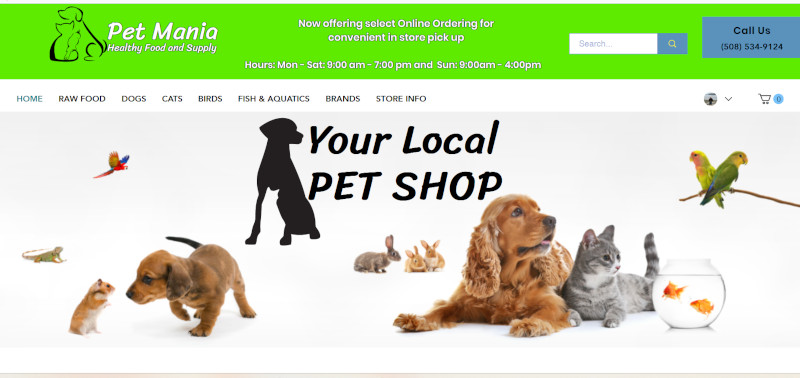 Pet Mania
Healthy Food and Supply
Now offering select Online Ordering for
convenient in store pick up
Hours: Mon - Sat: 9:00 am - 7:00 pm and Sun: 9:00am - 4:00pm
Search...
Call Us
(508) 534-9124
HOME RAW FOOD DOGS CATS BIRDS FISH & AQUATICS BRANDS STORE INFO
0
Your Local
PET SHOP